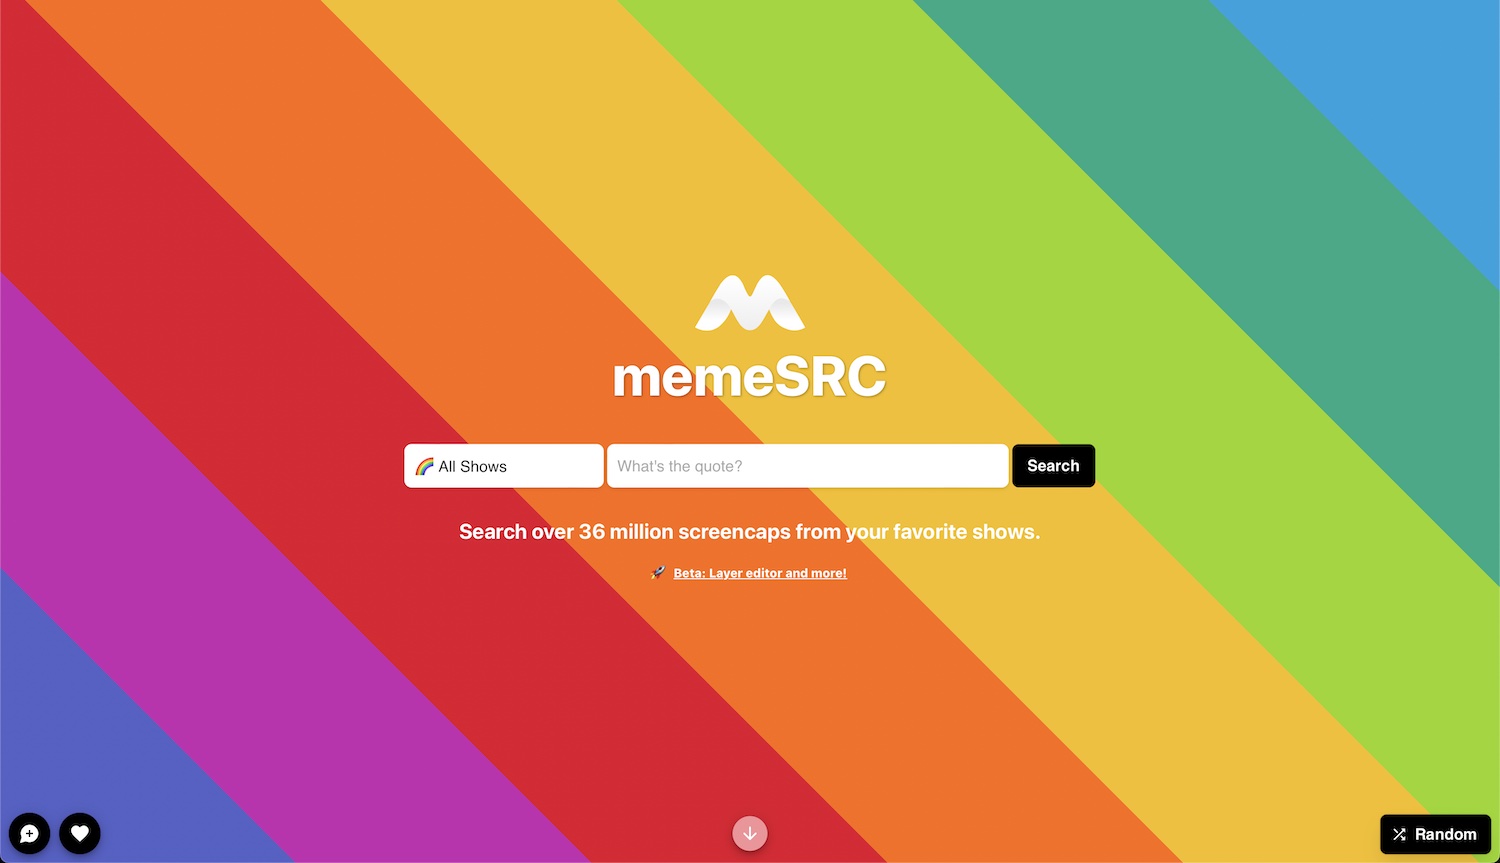 memeSRC
All Shows
What's the quote?
Search
Search over 36 million screencaps from your favorite shows.
Beta: Layer editor and more!
Random